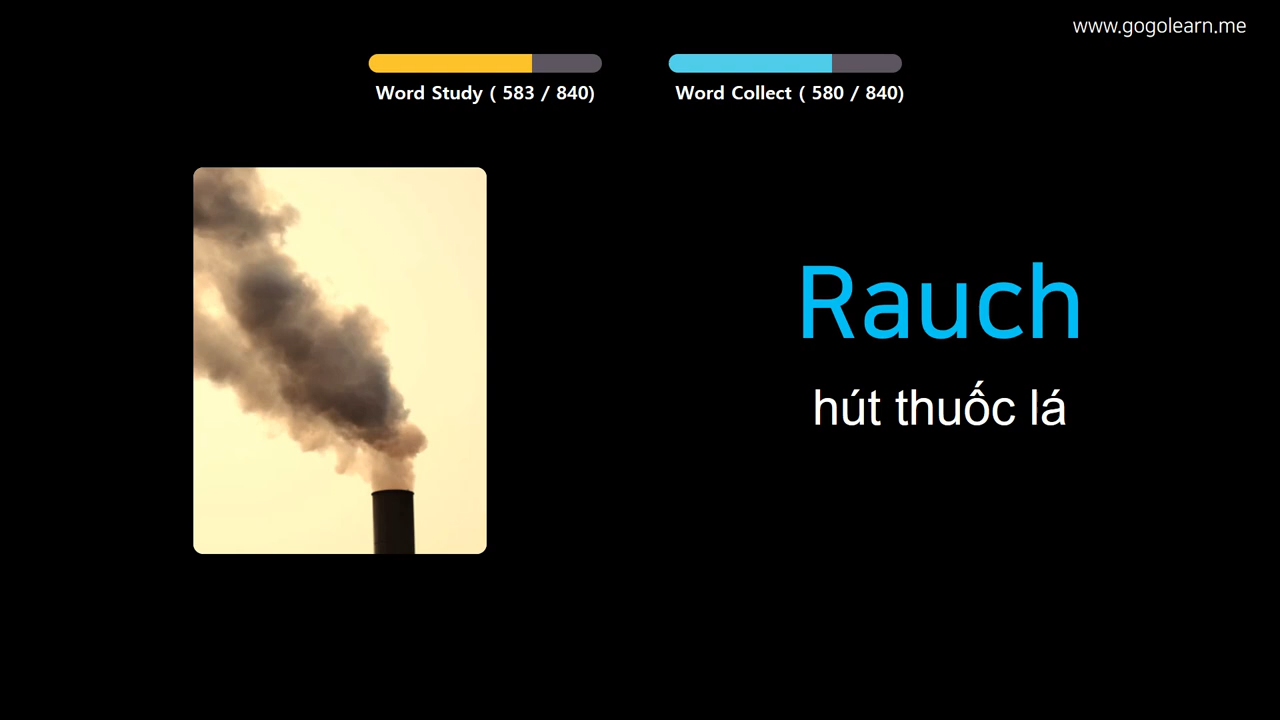 www.gogolearn.me
Word Study ( 583 / 840)
Word Collect ( 580 / 840)
Rauch
hút thuốc lá